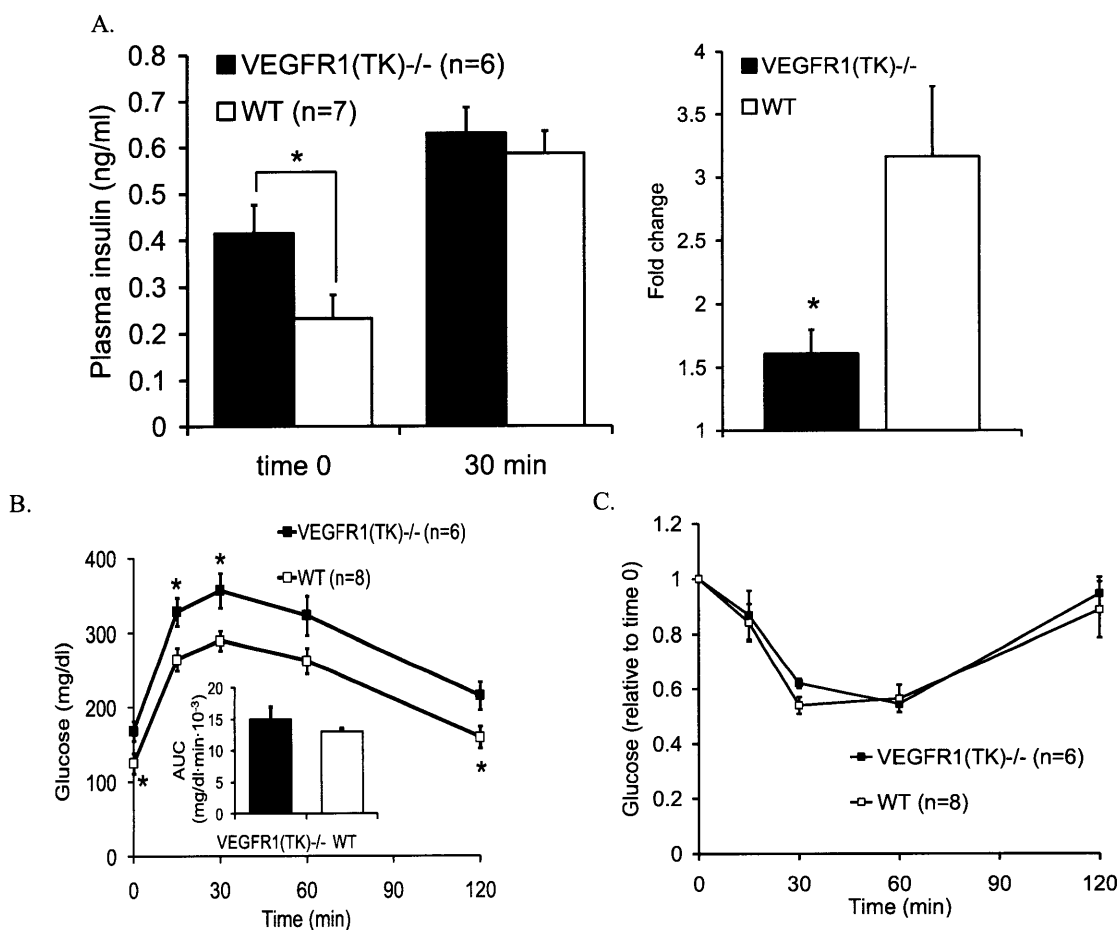 A.
VEGFR1(TK)-/- (n=6)
WT (n=7)
*
Plasma insulin (ng/ml)
0.8
0.7
0.6
0.5
0.4
0.3
0.2
0.1
0
time 0
30 min
VEGFR1(TK)-/-
WT
*
Fold change
4
3.5
3
2.5
2
1.5
1
B.
VEGFR1(TK)-/- (n=6)
WT (n=8)
* * * *
Glucose (mg/dl)
400
300
200
100
0
0 30 60 90 120
Time (min)
AUC
(mg/dl·min·10⁻³)
20
15
10
5
0
VEGFR1(TK)-/- WT
C.
Glucose (relative to time 0)
1.2
1
0.8
0.6
0.4
0.2
0
VEGFR1(TK)-/- (n=6)
WT (n=8)
0 30 60 90 120
Time (min)